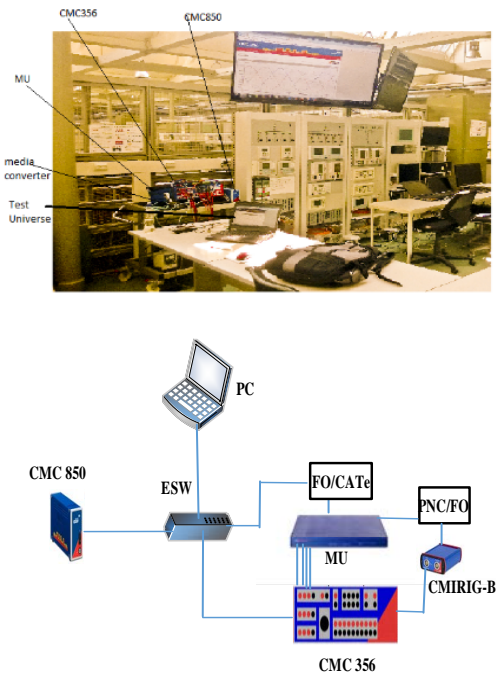 CMC356
CMC850
MU
media
converter
Test
Universe
PC
CMC 850
ESW
FO/CATe
PNC/FO
MU
CMIRIG-B
CMC 356